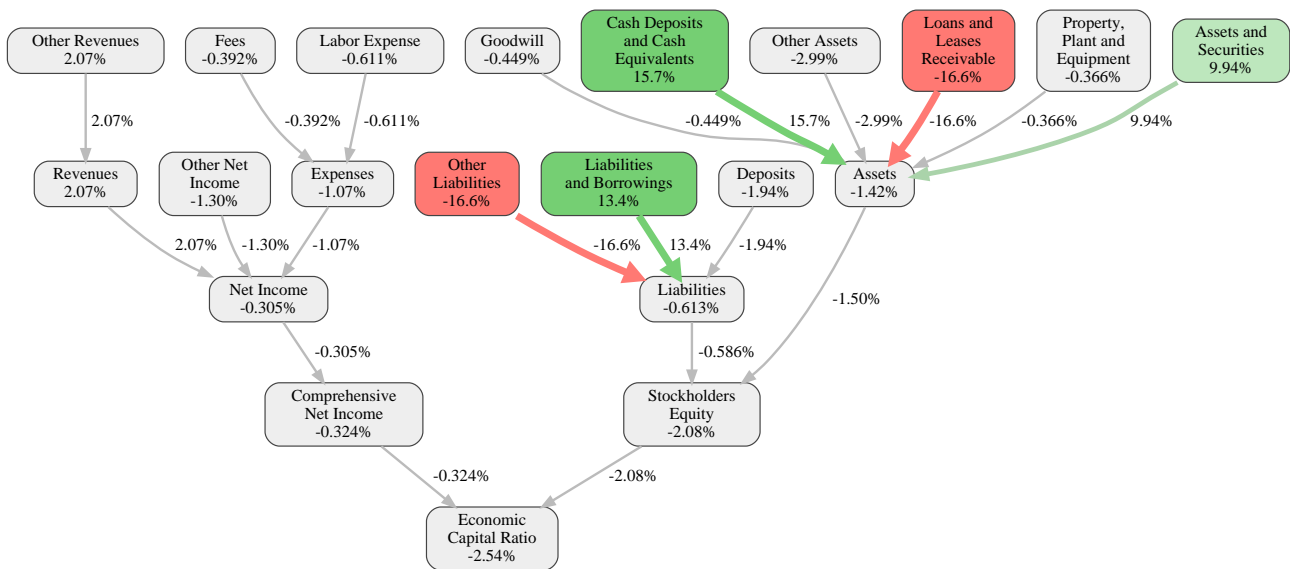 Other Revenues
2.07%
Fees
-0.392%
Labor Expense
-0.611%
Goodwill
-0.449%
Cash Deposits
and Cash
Equivalents
15.7%
Other Assets
-2.99%
Loans and
Leases
Receivable
-16.6%
Property,
Plant and
Equipment
-0.366%
Assets and
Securities
9.94%
2.07%
-0.392%
-0.611%
-0.449%
15.7%
-2.99%
-16.6%
-0.366%
9.94%
Revenues
2.07%
Other Net
Income
-1.30%
Expenses
-1.07%
Other
Liabilities
-16.6%
Liabilities
and Borrowings
13.4%
Deposits
-1.94%
Assets
-1.42%
2.07%
-1.30%
-1.07%
-16.6%
13.4%
-1.94%
Net Income
-0.305%
Liabilities
-0.613%
-1.50%
-0.305%
-0.586%
Comprehensive
Net Income
-0.324%
Stockholders
Equity
-2.08%
-0.324%
-2.08%
Economic
Capital Ratio
-2.54%